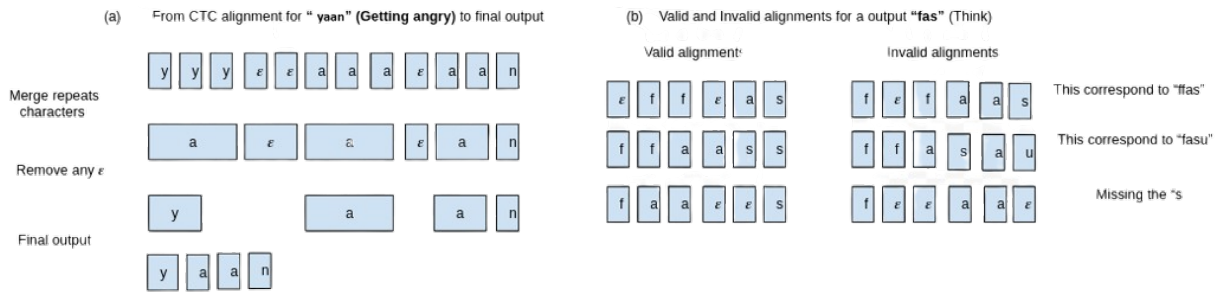 (a) From CTC alignment for “ yaan” (Getting angry) to final output
y y y ε ε a a a ε a a n
Merge repeats
characters
a ε a ε a n
Remove any ε
y a a n
Final output
y a a n
(b) Valid and Invalid alignments for a output “fas” (Think)
Valid alignments
ε f f ε a s
f f a a s s
f a a ε ε s
Invalid alignments
f ε f a a s This correspond to “ffas”
f f a s a u This correspond to “fasu”
f ε ε a a ε Missing the “s